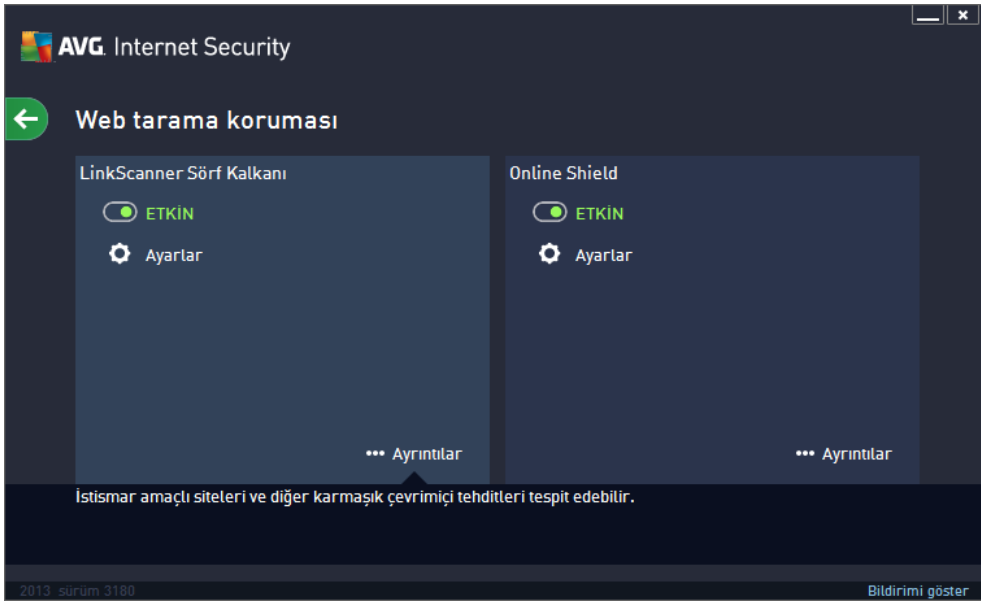 AVG. Internet Security
Web tarama koruması
LinkScanner Sörf Kalkanı
ETKİN
Ayarlar
Ayrıntılar
Online Shield
ETKİN
Ayarlar
Ayrıntılar
İstismar amaçlı siteleri ve diğer karmaşık çevrimiçi tehditleri tespit edebilir.
2013 sürüm 3180
Bildirimi göster